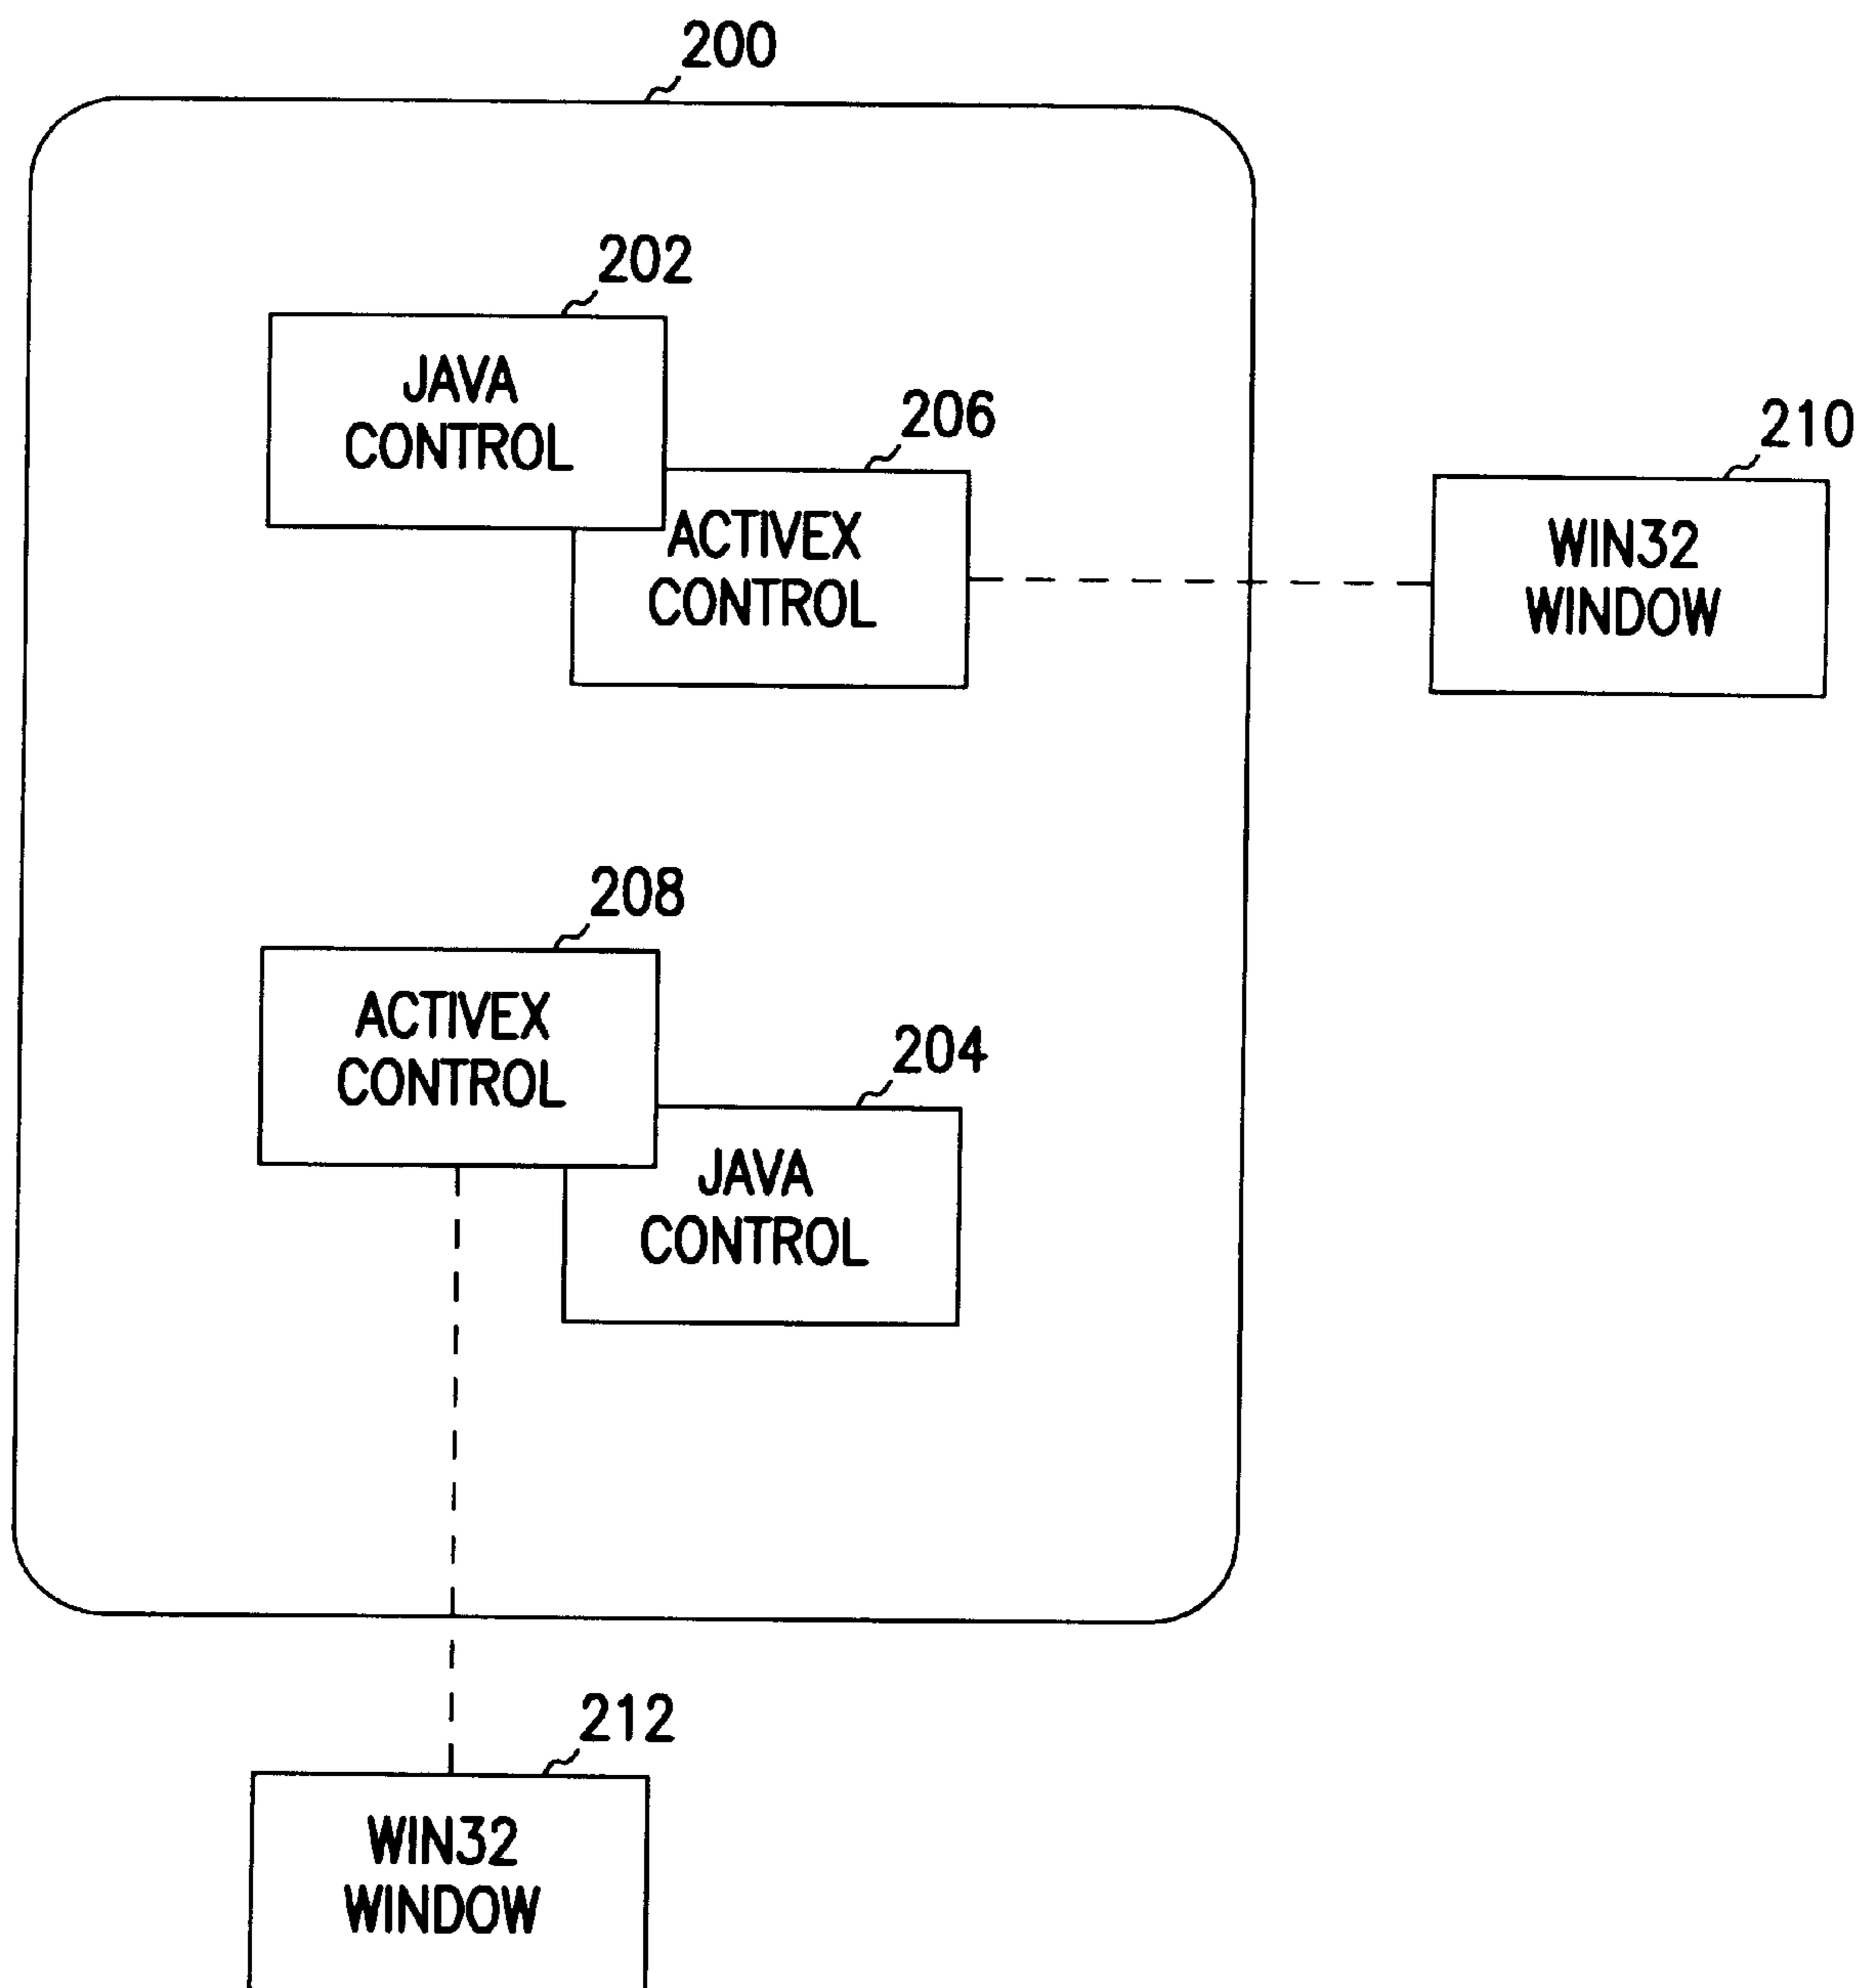 200
202
JAVA
CONTROL
206
ACTIVEX
CONTROL
210
WIN32
WINDOW
208
ACTIVEX
CONTROL
204
JAVA
CONTROL
212
WIN32
WINDOW